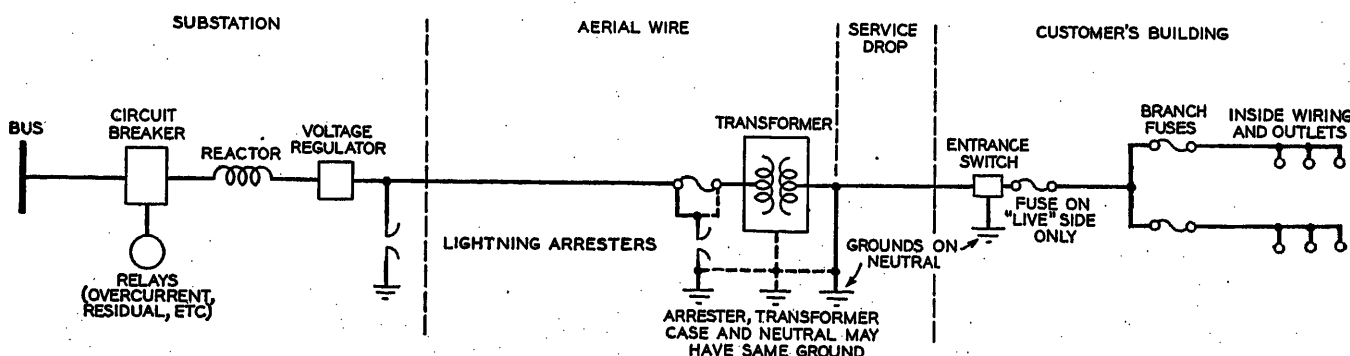 SUBSTATION
AERIAL WIRE
SERVICE
DROP
CUSTOMER'S BUILDING
BUS
CIRCUIT
BREAKER
REACTOR
VOLTAGE
REGULATOR
RELAYS
(OVERCURRENT,
RESIDUAL, ETC)
LIGHTNING ARRESTERS
TRANSFORMER
ARRESTER, TRANSFORMER
CASE AND NEUTRAL MAY
HAVE SAME GROUND
GROUNDS ON
NEUTRAL
ENTRANCE
SWITCH
FUSE ON
"LIVE" SIDE
ONLY
BRANCH
FUSES
INSIDE WIRING
AND OUTLETS